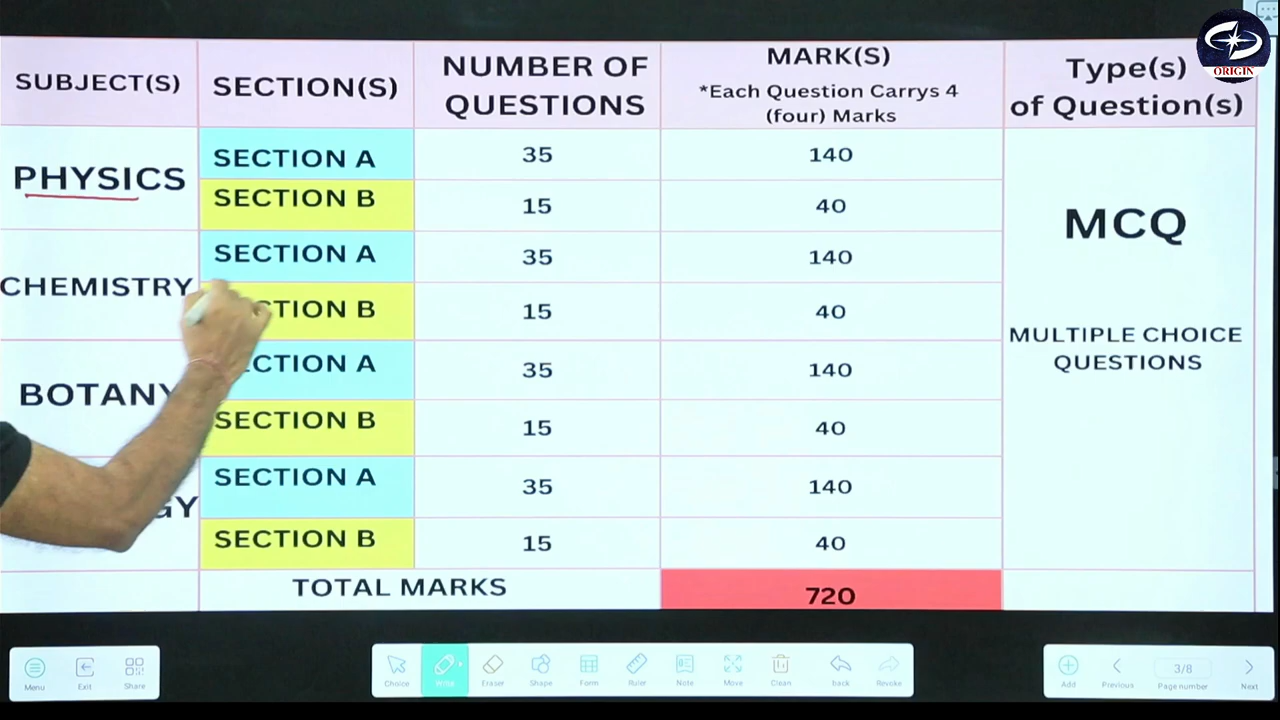 ORIGIN
SUBJECT(S) SECTION(S) NUMBER OF QUESTIONS MARK(S) Type(s) of Question(s)
*Each Question Carrys 4
(four) Marks
PHYSICS SECTION A 35 140
SECTION B 15 40
MCQ
CHEMISTRY SECTION A 35 140
SECTION B 15 40
MULTIPLE CHOICE
QUESTIONS
BOTANY SECTION A 35 140
SECTION B 15 40
SECTION A 35 140
SECTION B 15 40
TOTAL MARKS 720
Menu Exit Share Choice Write Eraser Shape Form Ruler Note Move Clean back Revoke Add Previous 3/8 Page number Next